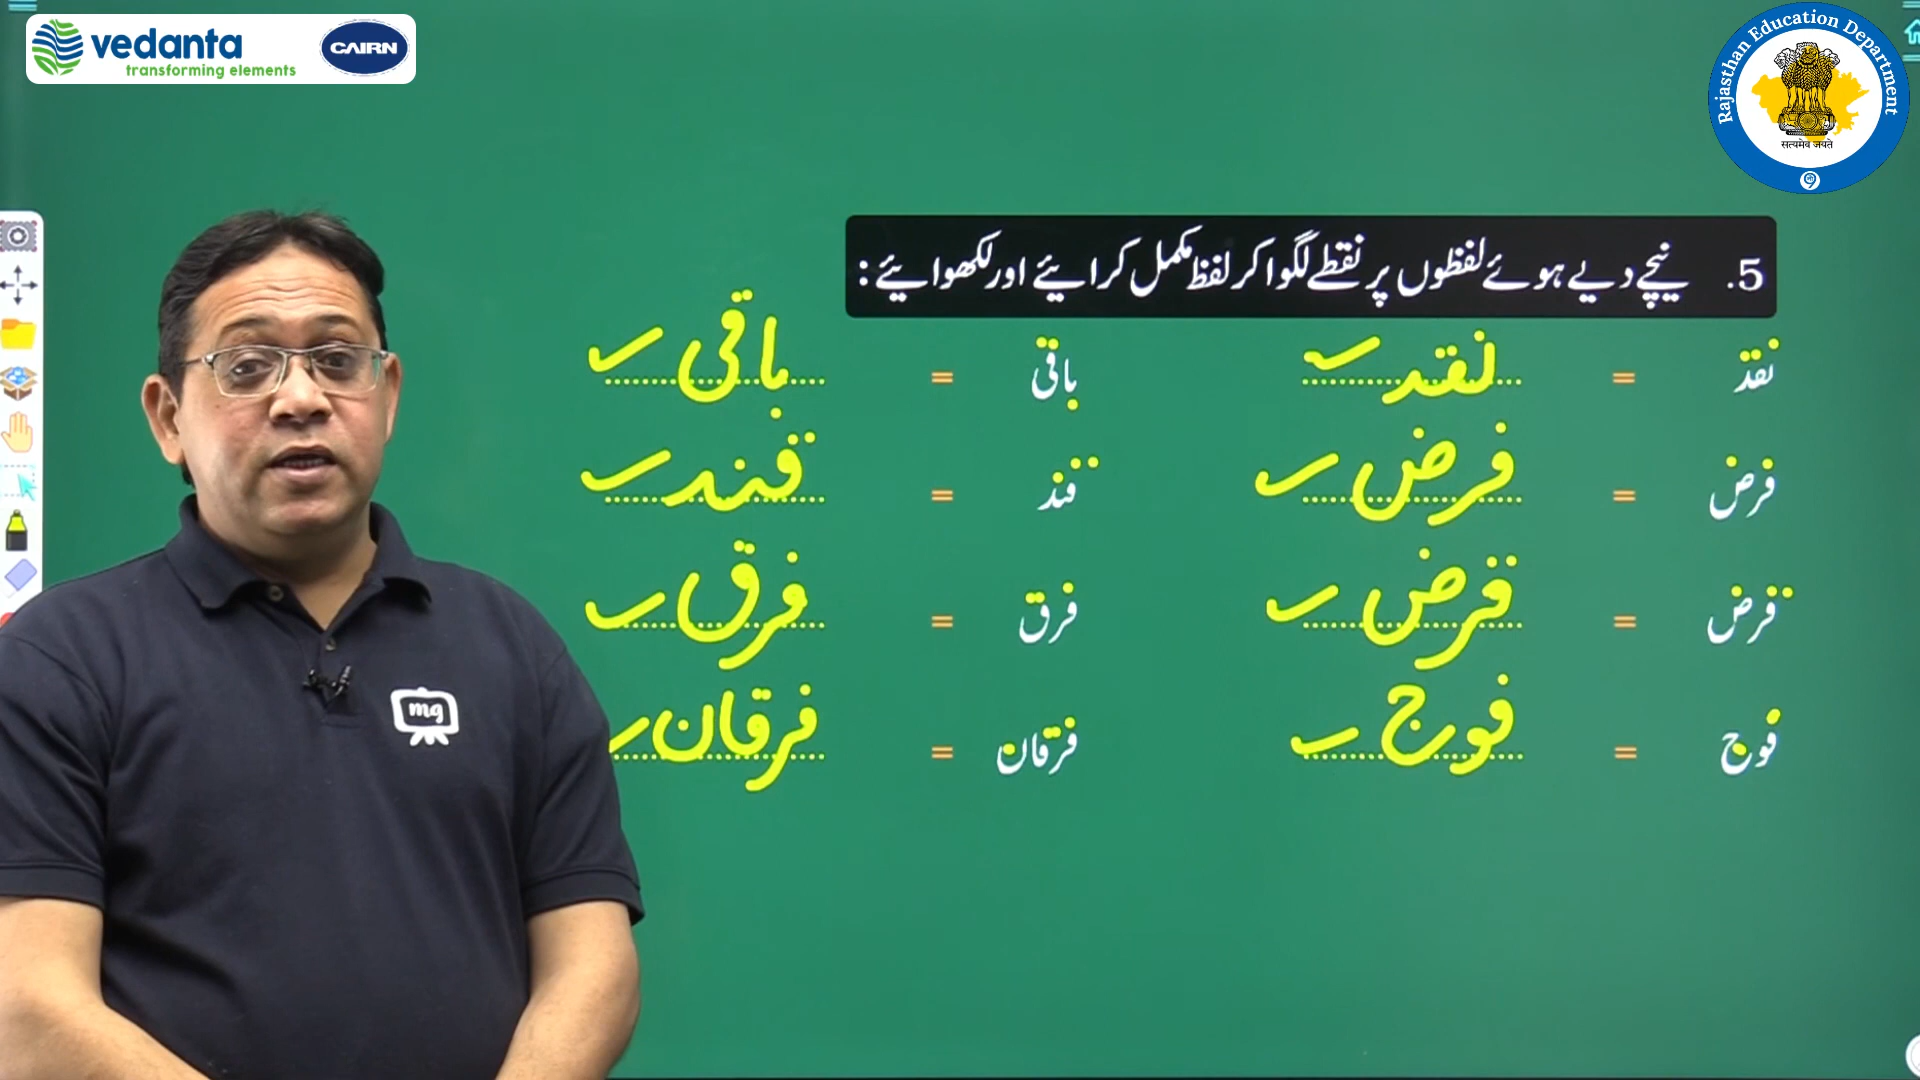 vedanta
transforming elements
CAIRN
Rajasthan Education Department
सत्यमेव जयते
5. نیچے دیے ہوئے لفظوں پر نقطے لگوا کر لفظ مکمل کرائیے اور لکھوائیے :
نقد = نقد باقی = باقی
فرض = فرض قند = قند
قرض = قرض فرق = فرق
فوج = فوج فرقان = فرقان
mg